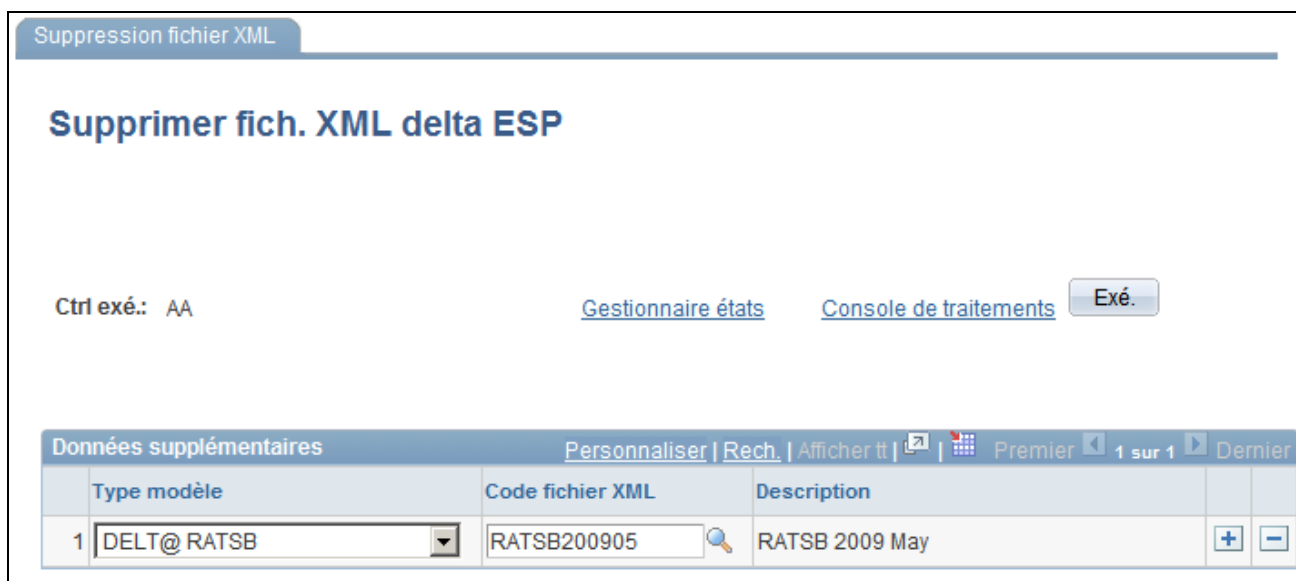 Suppression fichier XML
Supprimer fich. XML delta ESP
Ctrl exé.: AA Gestionnaire états Console de traitements Exé.
Données supplémentaires Personnaliser | Rech. | Afficher tt | | Premier 1 sur 1 Dernier
Type modèle Code fichier XML Description
1 DELT@ RATSB RATSB200905 RATSB 2009 May